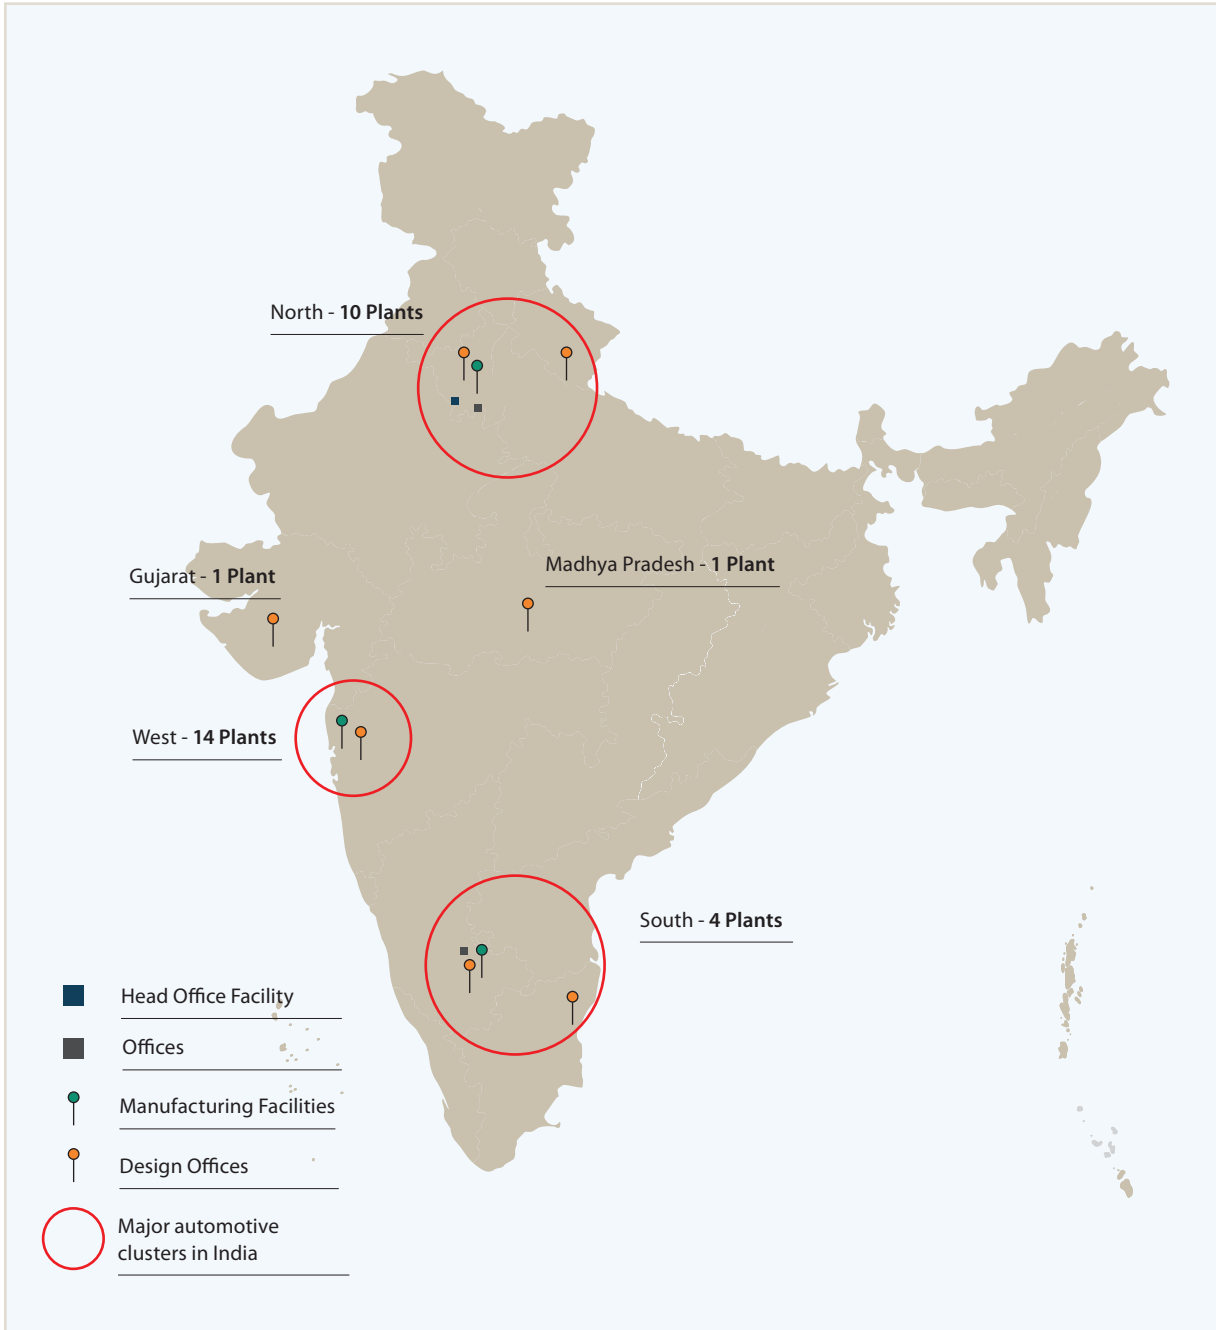 North - 10 Plants
Madhya Pradesh - 1 Plant
Gujarat - 1 Plant
West - 14 Plants
South - 4 Plants
Head Office Facility
Offices
Manufacturing Facilities
Design Offices
Major automotive
clusters in India